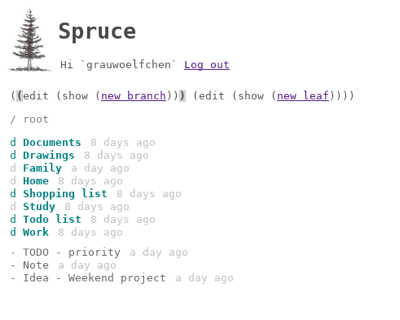 Spruce
Hi `grauwoelfchen` Log out
((edit (show (new branch))) (edit (show (new leaf))))
/ root
d Documents 8 days ago
d Drawings 8 days ago
d Family a day ago
d Home 8 days ago
d Shopping list 8 days ago
d Study 8 days ago
d Todo list 8 days ago
d Work 8 days ago
- TODO - priority a day ago
- Note a day ago
- Idea - Weekend project a day ago